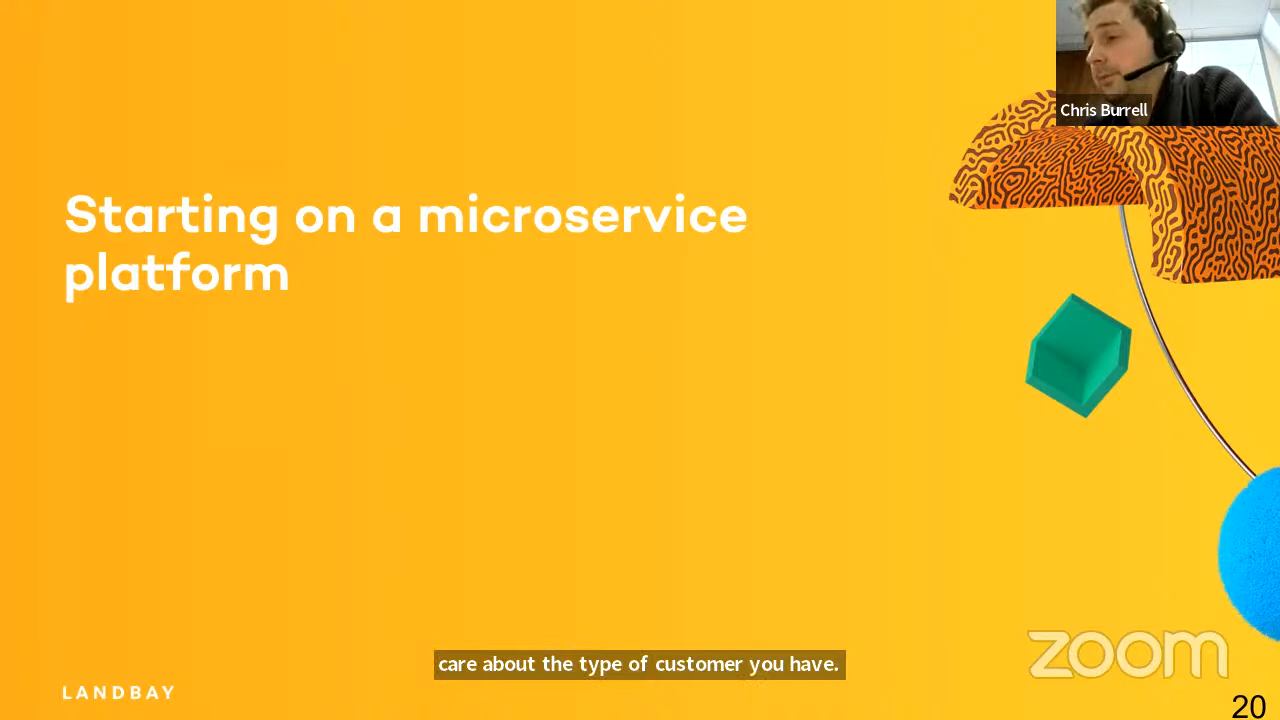 Chris Burrell
Starting on a microservice
platform
care about the type of customer you have.
zoom
LANDBAY
20